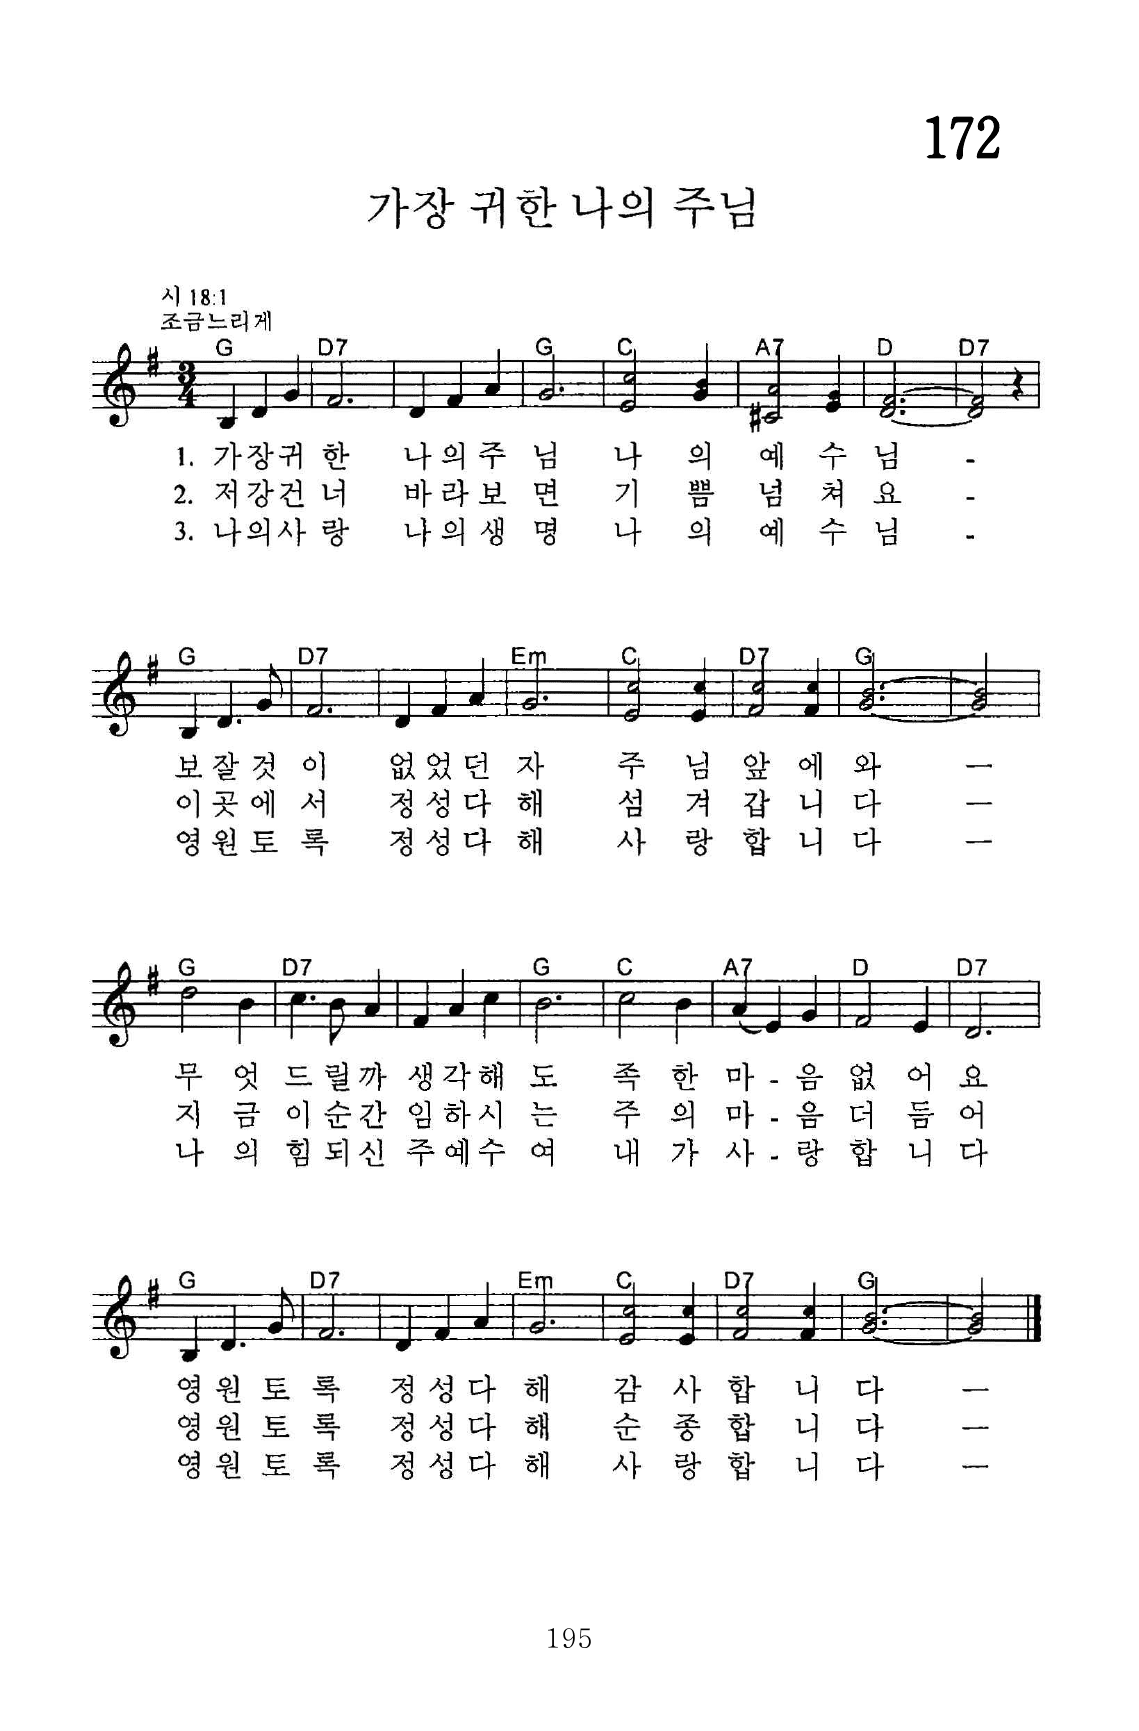 172
가장 귀한 나의 주님
시 18:1
조금느리게
G D7 G C A7 D D7
1. 가장귀 한 나의주 님 나 의 예 수 님 -
2. 저강건 너 바라보 면 기 쁨 넘 쳐 요 -
3. 나의사 랑 나의생 명 나 의 예 수 님 -
G D7 Em C D7 G
보잘것 이 없었던 자 주 님 앞 에 와 ㅡ
이곳에 서 정성다 해 섬 겨 갑 니 다 ㅡ
영원토 록 정성다 해 사 랑 합 니 다 ㅡ
G D7 G C A7 D D7
무 엇 드릴까 생각해 도 족 한 마 - 음 없 어 요
지 금 이순간 임하시 는 주 의 마 - 음 더 듬 어
나 의 힘되신 주예수 여 내 가 사 - 랑 합 니 다
G D7 Em C D7 G
영원토 록 정성다 해 감 사 합 니 다 ㅡ
영원토 록 정성다 해 순 종 합 니 다 ㅡ
영원토 록 정성다 해 사 랑 합 니 다 ㅡ
195